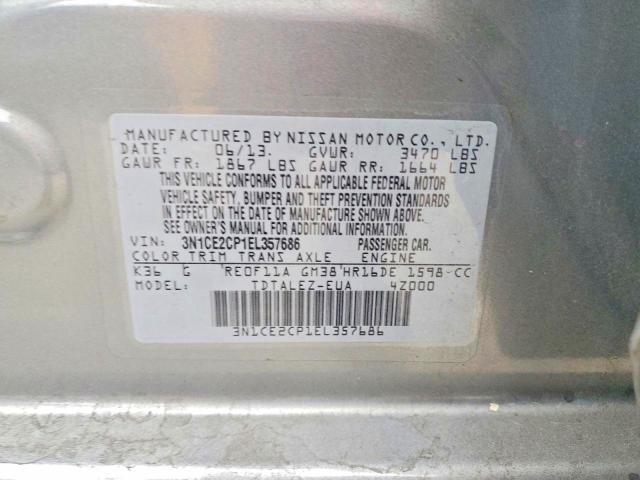 MANUFACTURED BY NISSAN MOTOR CO., LTD.
DATE: 06/13. GVWR: 3470 LBS
GAWR FR: 1867 LBS GAWR RR: 1664 LBS
THIS VEHICLE CONFORMS TO ALL APPLICABLE FEDERAL MOTOR
VEHICLE SAFETY, BUMPER AND THEFT PREVENTION STANDARDS
IN EFFECT ON THE DATE OF MANUFACTURE SHOWN ABOVE.
SEE OWNER'S MANUAL FOR ADDITIONAL INFORMATION.
VIN: 3N1CE2CP1EL357686 PASSENGER CAR.
COLOR TRIM TRANS AXLE ENGINE
K36 G RE0F11A GM38 HR16DE 1598-CC
MODEL: TDTALEZ-EUA 4Z000
3N1CE2CP1EL357686